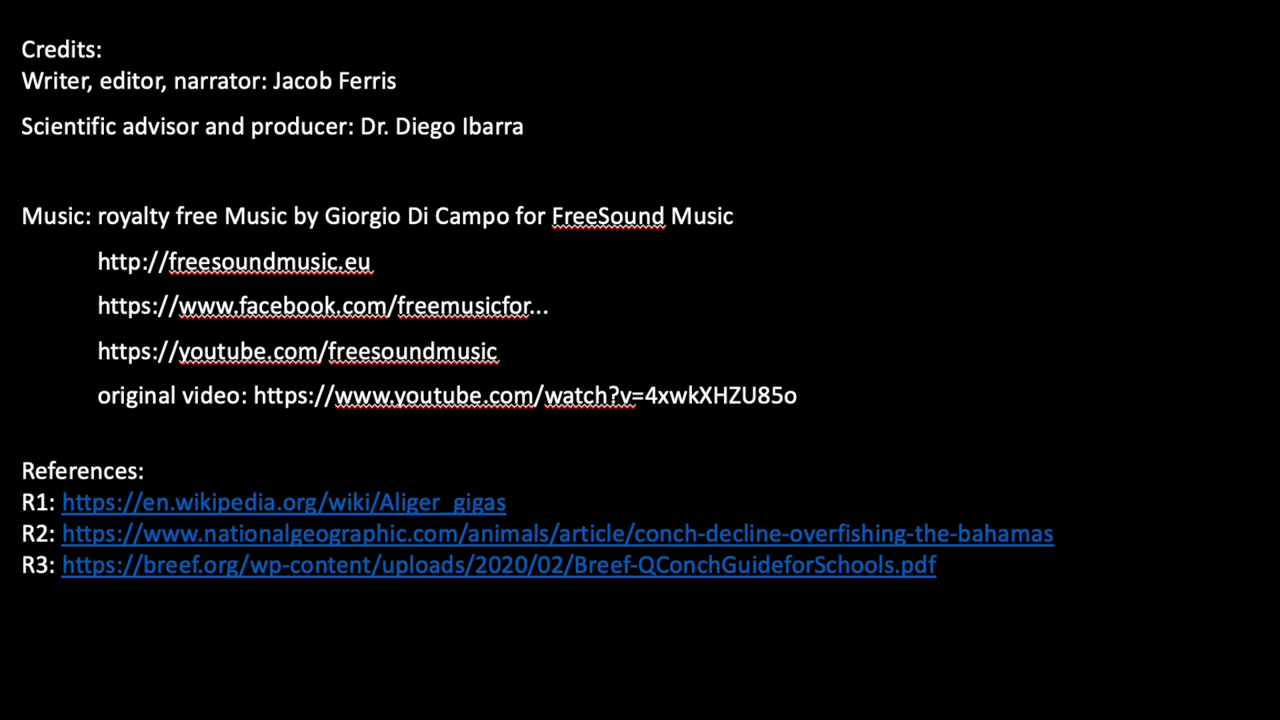 Credits:
Writer, editor, narrator: Jacob Ferris
Scientific advisor and producer: Dr. Diego Ibarra
Music: royalty free Music by Giorgio Di Campo for FreeSound Music
http://freesoundmusic.eu
https://www.facebook.com/freemusicfor...
https://youtube.com/freesoundmusic
original video: https://www.youtube.com/watch?v=4xwkXHZU85o
References:
R1: https://en.wikipedia.org/wiki/Aliger_gigas
R2: https://www.nationalgeographic.com/animals/article/conch-decline-overfishing-the-bahamas
R3: https://breef.org/wp-content/uploads/2020/02/Breef-QConchGuideforSchools.pdf